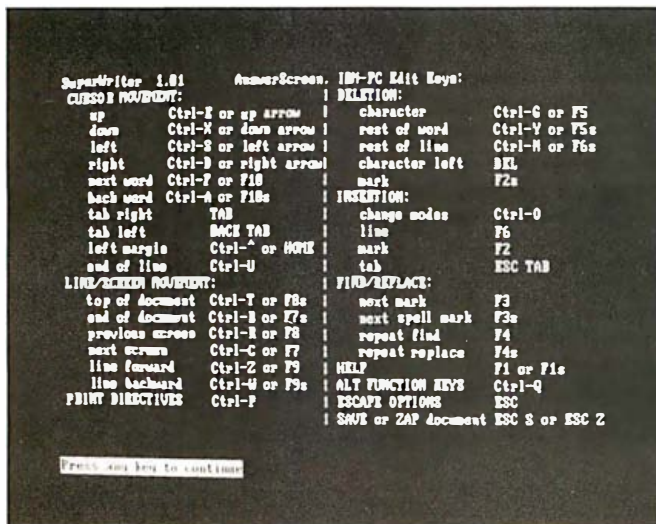 SuperWriter 1.01 AnswerScreen, IBM-PC Edit Keys:
CURSOR MOVEMENT:
up Ctrl-E or up arrow
down Ctrl-X or down arrow
left Ctrl-S or left arrow
right Ctrl-D or right arrow
next word Ctrl-F or F10
back word Ctrl-A or F10s
tab right TAB
tab left BACK TAB
left margin Ctrl-^ or HOME
end of line Ctrl-U
LINE/SCREEN MOVEMENT:
top of document Ctrl-T or F8s
end of document Ctrl-B or F7s
previous screen Ctrl-R or F8
next screen Ctrl-C or F7
line forward Ctrl-Z or F9
line backward Ctrl-W or F9s
PRINT DIRECTIVES Ctrl-P
DELETION:
character Ctrl-G or F5
rest of word Ctrl-Y or F5s
rest of line Ctrl-N or F6s
character left DEL
mark F2s
INSERTION:
change modes Ctrl-O
line F6
mark F2
tab ESC TAB
FIND/REPLACE:
next mark F3
next spell mark F3s
repeat find F4
repeat replace F4s
HELP F1 or F1s
ALT FUNCTION KEYS Ctrl-Q
ESCAPE OPTIONS ESC
SAVE or ZAP document ESC S or ESC Z
Press any key to continue